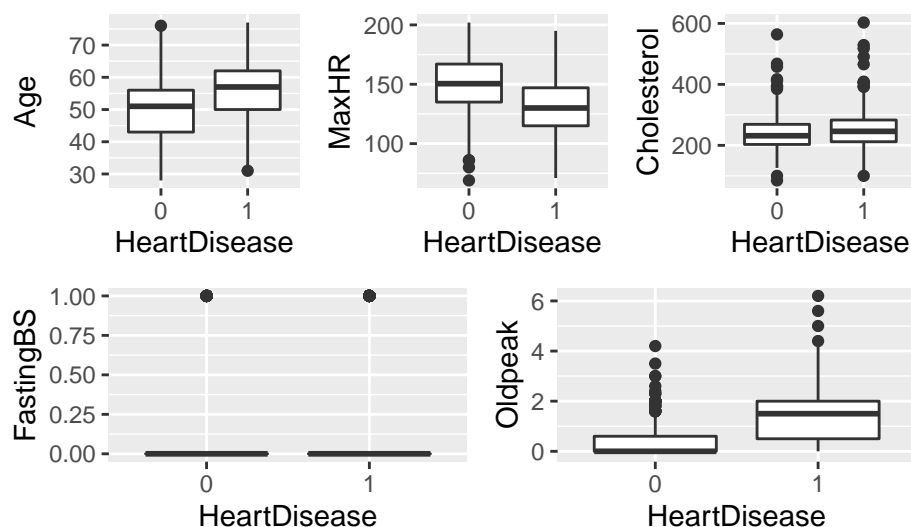 Age
70
60
50
40
30
0 1
HeartDisease
MaxHR
200
150
100
0 1
HeartDisease
Cholesterol
600
400
200
0 1
HeartDisease
FastingBS
1.00
0.75
0.50
0.25
0.00
0 1
HeartDisease
Oldpeak
6
4
2
0
0 1
HeartDisease